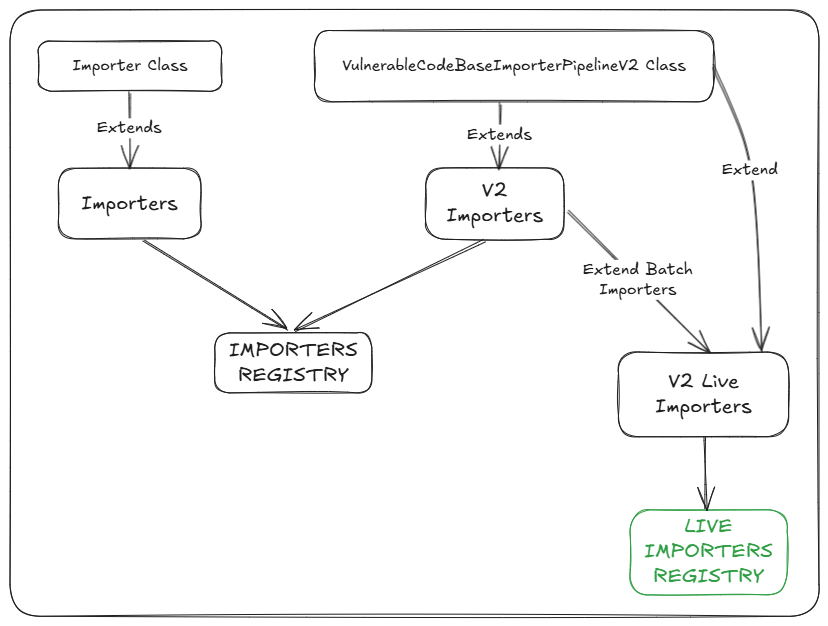 Importer Class
VulnerableCodeBaseImporterPipelineV2 Class
Extends
Extends
Extend
Importers
V2
Importers
Extend Batch
Importers
IMPORTERS
REGISTRY
V2 Live
Importers
LIVE
IMPORTERS
REGISTRY